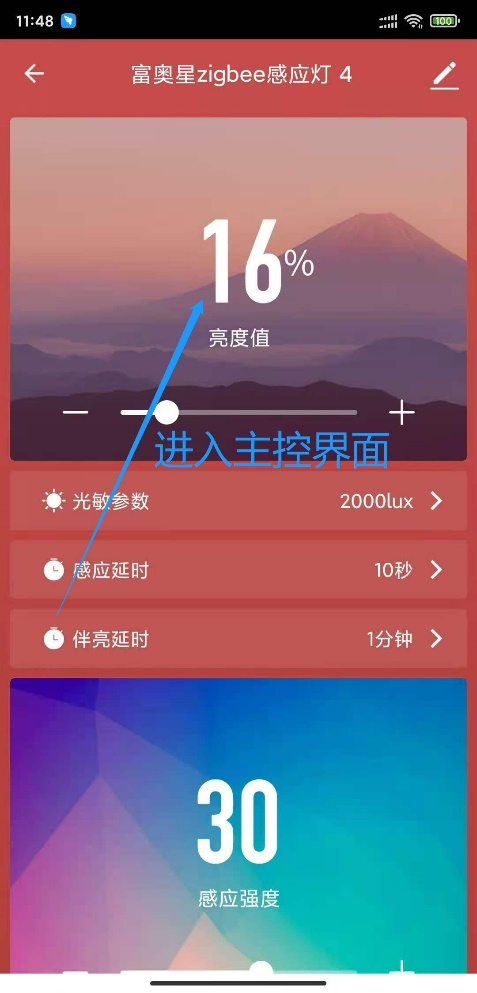 11:48
100
富奥星zigbee感应灯 4
16%
亮度值
进入主控界面
光敏参数 2000lux
感应延时 10秒
伴亮延时 1分钟
30
感应强度